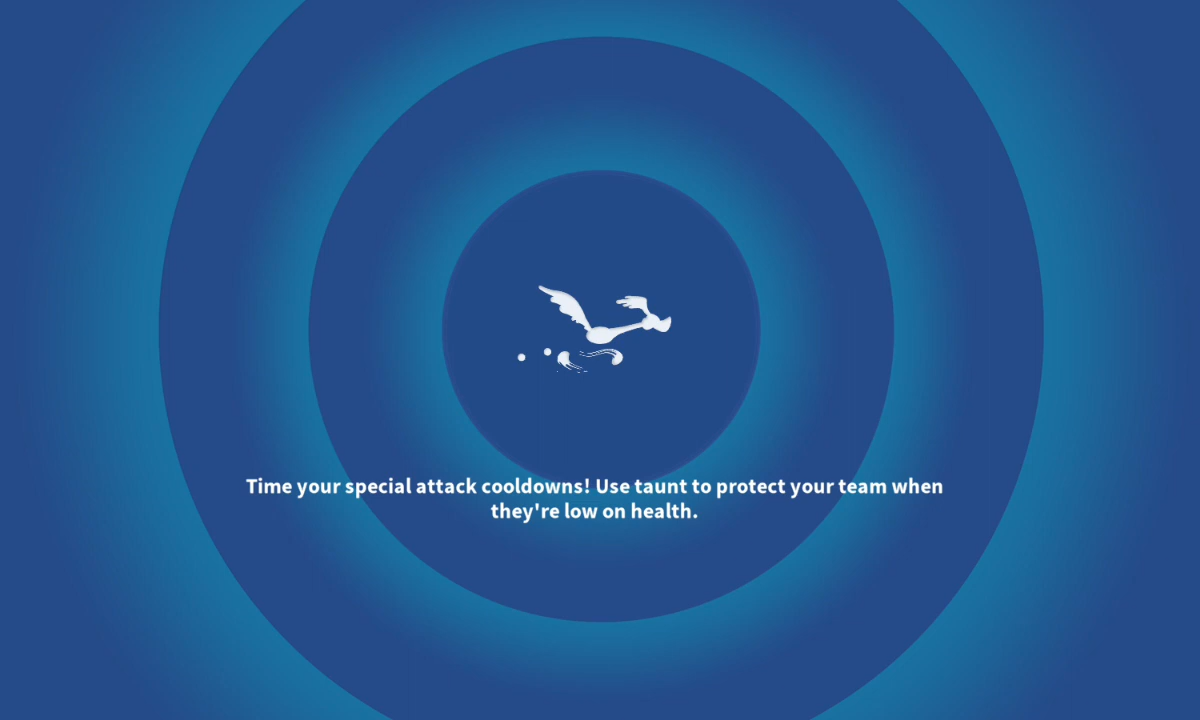 Time your special attack cooldowns! Use taunt to protect your team when
they're low on health.